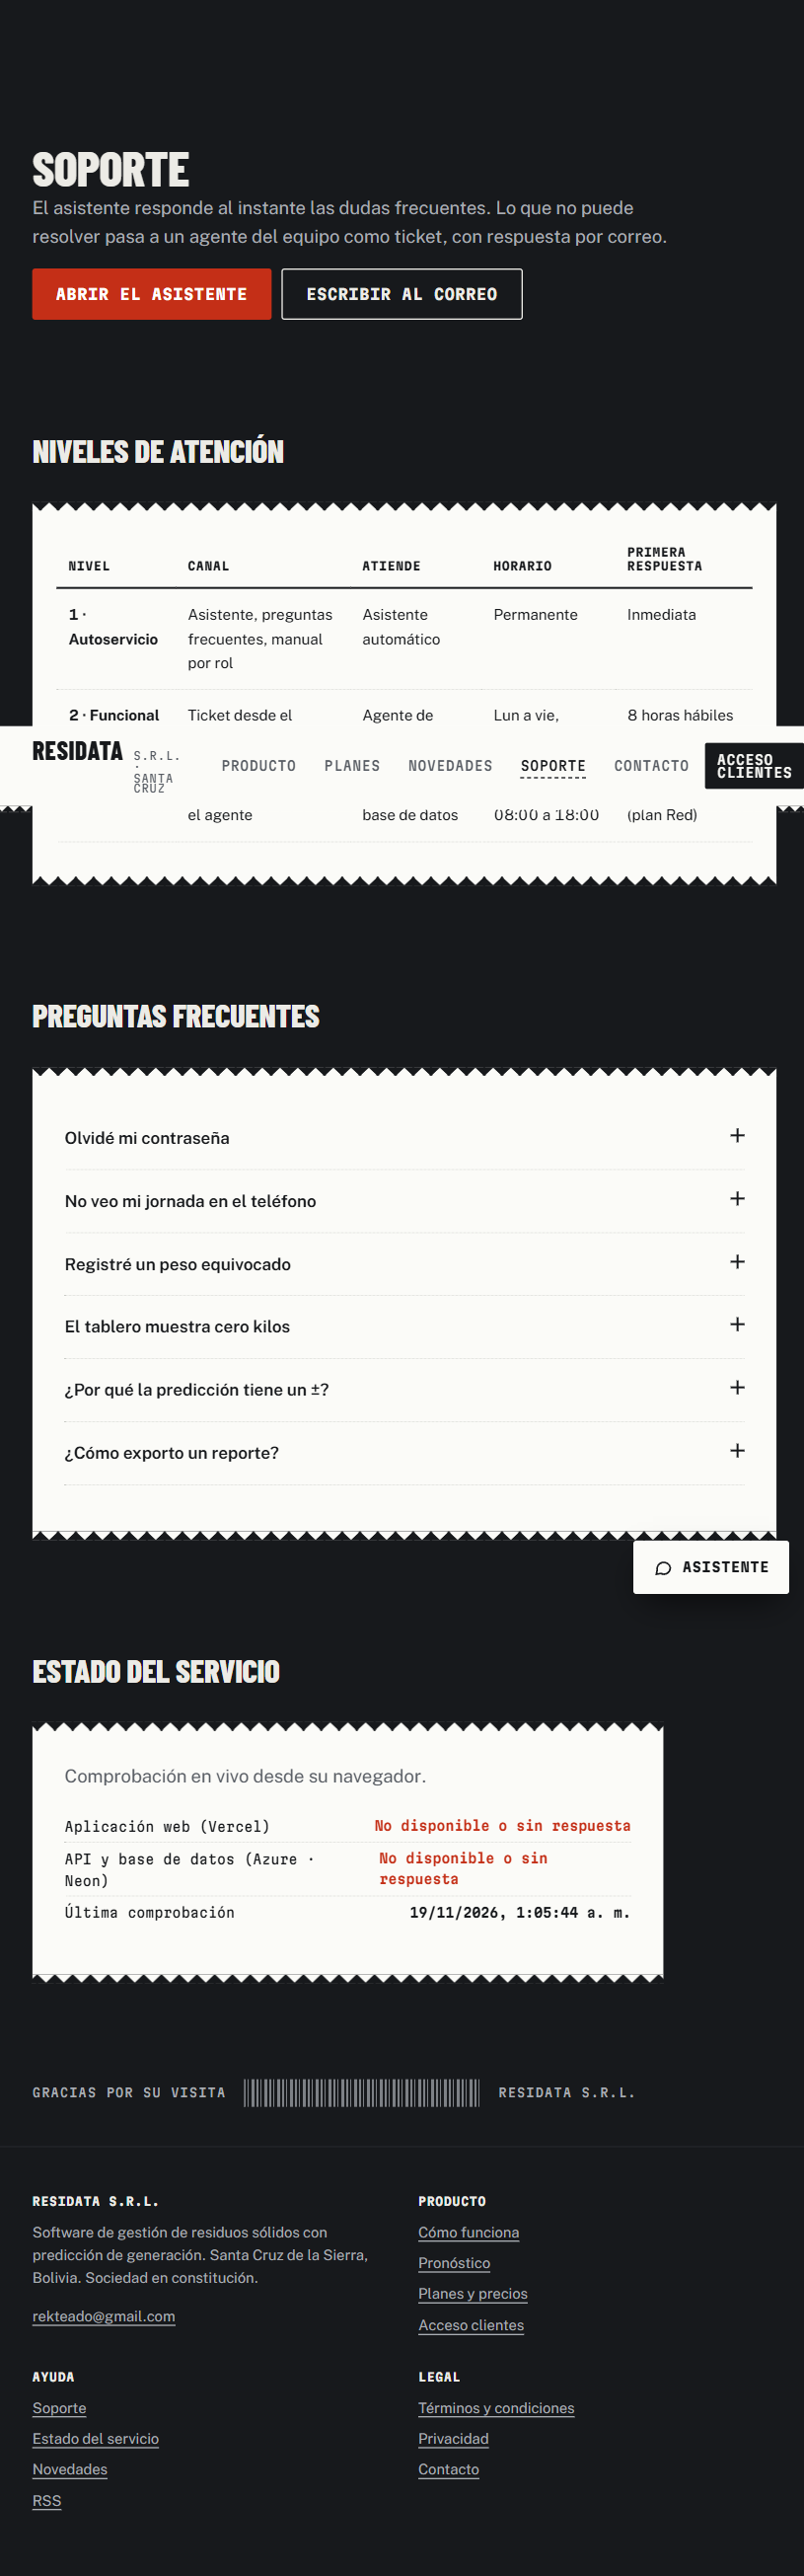 SOPORTE
El asistente responde al instante las dudas frecuentes. Lo que no puede
resolver pasa a un agente del equipo como ticket, con respuesta por correo.
ABRIR EL ASISTENTE
ESCRIBIR AL CORREO
NIVELES DE ATENCIÓN
NIVEL CANAL ATIENDE HORARIO PRIMERA
RESPUESTA
1 · Asistente, preguntas Asistente Permanente Inmediata
Autoservicio frecuentes, manual automático
por rol
2 · Funcional Ticket desde el Agente de Lun a vie, 8 horas hábiles
RESIDATA
S.R.L.
·
SANTA
CRUZ
PRODUCTO PLANES NOVEDADES SOPORTE CONTACTO
ACCESO
CLIENTES
el agente base de datos 08:00 a 18:00 (plan Red)
PREGUNTAS FRECUENTES
Olvidé mi contraseña +
No veo mi jornada en el teléfono +
Registré un peso equivocado +
El tablero muestra cero kilos +
¿Por qué la predicción tiene un ±? +
¿Cómo exporto un reporte? +
ASISTENTE
ESTADO DEL SERVICIO
Comprobación en vivo desde su navegador.
Aplicación web (Vercel) No disponible o sin respuesta
API y base de datos (Azure · No disponible o sin
Neon) respuesta
Última comprobación 19/11/2026, 1:05:44 a. m.
GRACIAS POR SU VISITA RESIDATA S.R.L.
RESIDATA S.R.L.
Software de gestión de residuos sólidos con
predicción de generación. Santa Cruz de la Sierra,
Bolivia. Sociedad en constitución.
rekteado@gmail.com
PRODUCTO
Cómo funciona
Pronóstico
Planes y precios
Acceso clientes
AYUDA
Soporte
Estado del servicio
Novedades
RSS
LEGAL
Términos y condiciones
Privacidad
Contacto